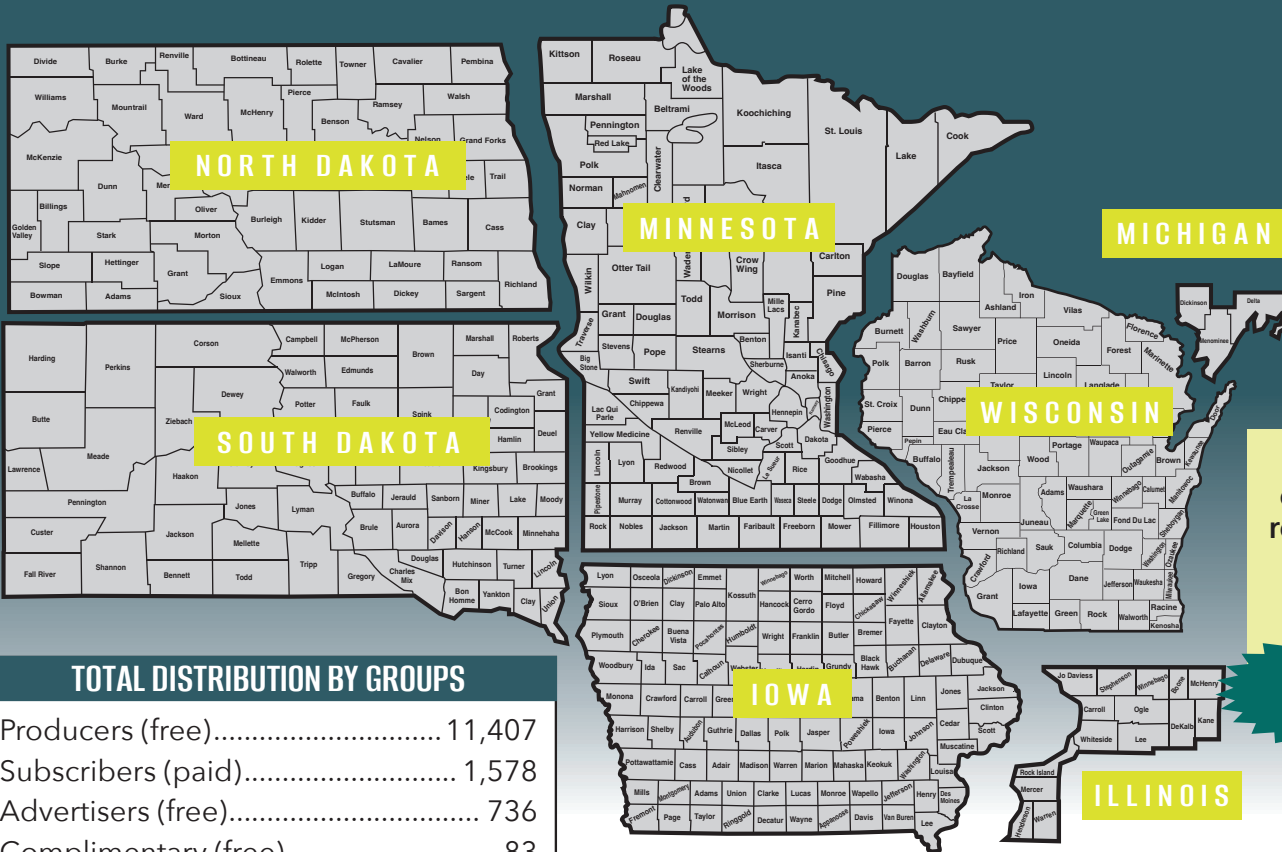 NORTH DAKOTA
Divide
Burke
Renville
Bottineau
Rolette
Towner
Cavalier
Pembina
Williams
Mountrail
Ward
McHenry
Pierce
Benson
Ramsey
Walsh
Nelson
Grand Forks
McKenzie
Dunn
Trail
Billings
Golden
Valley
Stark
Oliver
Morton
Burleigh
Kidder
Stutsman
Bames
Cass
Slope
Hettinger
Grant
Sioux
Emmons
Logan
LaMoure
Ransom
Richland
Bowman
Adams
McIntosh
Dickey
Sargent
SOUTH DAKOTA
Harding
Perkins
Corson
Campbell
McPherson
Brown
Marshall
Roberts
Walworth
Edmunds
Day
Butte
Dewey
Potter
Faulk
Spink
Grant
Codington
Ziebach
Meade
Hamlin
Deuel
Lawrence
Haakon
Kingsbury
Brookings
Pennington
Jones
Lyman
Buffalo
Jerauld
Sanborn
Miner
Lake
Moody
Custer
Jackson
Mellette
Brule
Aurora
Dawson
Hanson
McCook
Minnehaha
Fall River
Shannon
Bennett
Todd
Tripp
Gregory
Charles
Mix
Douglas
Hutchinson
Turner
Lincoln
Bon
Homme
Yankton
Clay
Union
MINNESOTA
Kittson
Roseau
Lake
of the
Woods
Marshall
Beltrami
Koochiching
St. Louis
Lake
Cook
Pennington
Red Lake
Polk
Clearwater
Itasca
Norman
Mahnomen
Clay
Wilkin
Otter Tail
Crow
Wing
Carlton
Pine
Todd
Mille
Lacs
Kanabec
Grant
Douglas
Morrison
Traverse
Stevens
Pope
Stearns
Benton
Sherburne
Isanti
Chisago
Big
Stone
Swift
Kandiyohi
Meeker
Wright
Anoka
Washington
Lac Qui
Parle
Chippewa
Renville
McLeod
Carver
Hennepin
Yellow Medicine
Sibley
Scott
Dakota
Lincoln
Lyon
Redwood
Brown
Nicollet
Le Sueur
Rice
Goodhue
Wabasha
Pipestone
Murray
Cottonwood
Watonwan
Blue Earth
Waseca
Steele
Dodge
Olmsted
Winona
Rock
Nobles
Jackson
Martin
Faribault
Freeborn
Mower
Fillmore
Houston
WISCONSIN
Douglas
Bayfield
Ashland
Iron
Vilas
Burnett
Washburn
Sawyer
Price
Oneida
Florence
Forest
Marinette
Polk
Barron
Rusk
Taylor
Lincoln
Langlade
St. Croix
Dunn
Pierce
Pepin
Buffalo
Trempealeau
Jackson
Wood
Portage
Waupaca
Outagamie
Brown
Kewaunee
Door
La
Crosse
Monroe
Adams
Waushara
Winnebago
Calumet
Manitowoc
Vernon
Juneau
Marquette
Green
Lake
Fond Du Lac
Sheboygan
Crawford
Richland
Sauk
Columbia
Dodge
Washington
Ozaukee
Grant
Iowa
Dane
Jefferson
Waukesha
Milwaukee
Lafayette
Green
Rock
Walworth
Racine
Kenosha
MICHIGAN
Dickinson
Delta
Menominee
IOWA
Lyon
Osceola
Dickinson
Emmet
Kossuth
Winnebago
Worth
Mitchell
Howard
Winneshiek
Allamakee
Sioux
O'Brien
Clay
Palo Alto
Hancock
Cerro
Gordo
Floyd
Chickasaw
Fayette
Clayton
Plymouth
Cherokee
Buena
Vista
Pocahontas
Humboldt
Wright
Franklin
Butler
Bremer
Woodbury
Ida
Sac
Calhoun
Webster
Hardin
Grundy
Black
Hawk
Buchanan
Delaware
Dubuque
Monona
Crawford
Carroll
Benton
Linn
Jones
Jackson
Clinton
Harrison
Shelby
Audubon
Guthrie
Dallas
Polk
Jasper
Poweshiek
Iowa
Johnson
Cedar
Scott
Muscatine
Pottawattamie
Cass
Adair
Madison
Warren
Marion
Mahaska
Keokuk
Washington
Louisa
Mills
Montgomery
Adams
Union
Clarke
Lucas
Monroe
Wapello
Jefferson
Henry
Des
Moines
Fremont
Page
Taylor
Ringgold
Decatur
Wayne
Appanoose
Davis
Van Buren
Lee
ILLINOIS
Jo Daviess
Stephenson
Winnebago
Boone
McHenry
Carroll
Ogle
DeKalb
Kane
Whiteside
Lee
Rock Island
Mercer
Henderson
Warren
TOTAL DISTRIBUTION BY GROUPS
Producers (free)............................. 11,407
Subscribers (paid)........................... 1,578
Advertisers (free)................................ 736
Complimentary (free)......................... 83